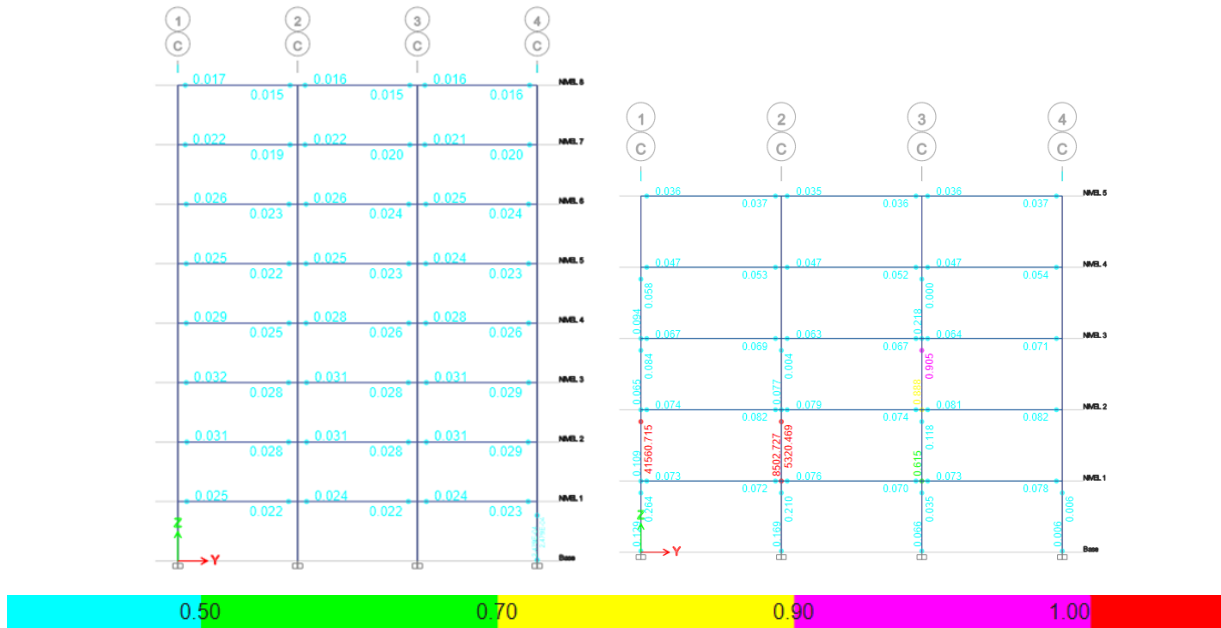 1 2 3 4
C C C C
0.017 0.016 0.016 NIVEL 8
0.015 0.015 0.016
0.022 0.022 0.021 NIVEL 7
0.019 0.020 0.020
0.026 0.026 0.025 NIVEL 6
0.023 0.024 0.024
0.025 0.025 0.024 NIVEL 5
0.022 0.023 0.023
0.029 0.028 0.028 NIVEL 4
0.025 0.026 0.026
0.032 0.031 0.031 NIVEL 3
0.028 0.028 0.029
0.031 0.031 0.031 NIVEL 2
0.028 0.028 0.029
0.025 0.024 0.024 NIVEL 1
0.022 0.022 0.023
Z
Y
Base
1 2 3 4
C C C C
0.036 0.035 0.036 NIVEL 5
0.037 0.036 0.037
0.047 0.047 0.047 NIVEL 4
0.053 0.052 0.054
0.094 0.058 0.218 0.000
0.067 0.063 0.064 NIVEL 3
0.069 0.067 0.071
0.065 0.084 0.077 0.004 0.905
0.074 0.079 0.081 NIVEL 2
0.082 0.074 0.082
0.109 41560.715 8502.727 5320.469 0.615 0.118
0.073 0.076 0.073 NIVEL 1
0.072 0.070 0.078
0.264 0.169 0.210 0.066 0.035 0.006 0.006
Z
Y
Base
0.50 0.70 0.90 1.00